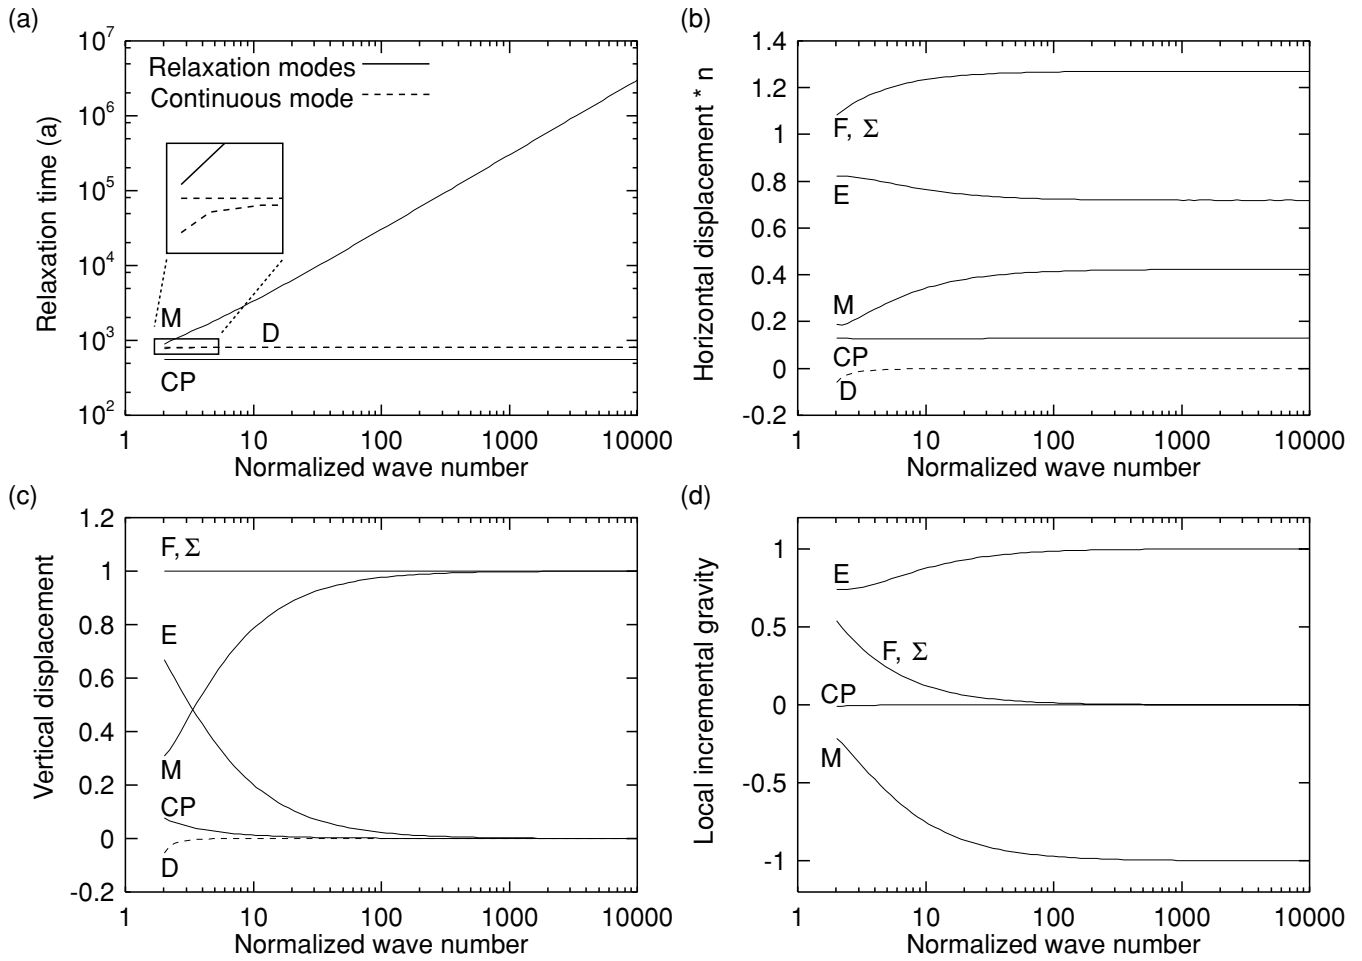 (a)
Relaxation time (a)
10^7
10^6
10^5
10^4
10^3
10^2
Relaxation modes
Continuous mode
M
D
CP
1 10 100 1000 10000
Normalized wave number
(b)
Horizontal displacement * n
1.4
1.2
1
0.8
0.6
0.4
0.2
0
-0.2
F, Σ
E
M
CP
D
1 10 100 1000 10000
Normalized wave number
(c)
Vertical displacement
1.2
1
0.8
0.6
0.4
0.2
0
-0.2
F, Σ
E
M
CP
D
1 10 100 1000 10000
Normalized wave number
(d)
Local incremental gravity
1
0.5
0
-0.5
-1
E
F, Σ
CP
M
1 10 100 1000 10000
Normalized wave number